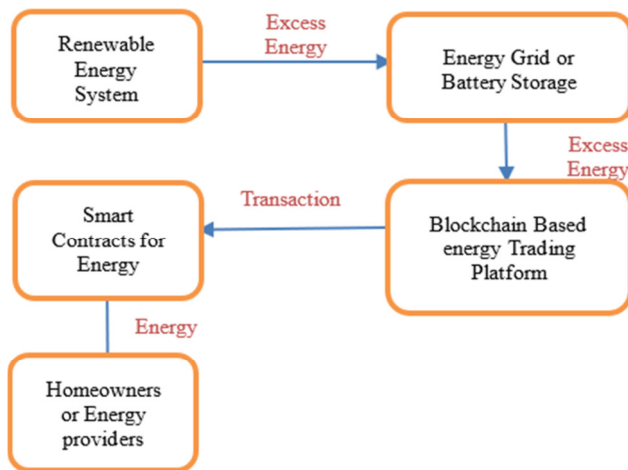 Renewable
Energy
System
Excess
Energy
Energy Grid or
Battery Storage
Excess
Energy
Blockchain Based
energy Trading
Platform
Transaction
Smart
Contracts for
Energy
Energy
Homeowners
or Energy
providers